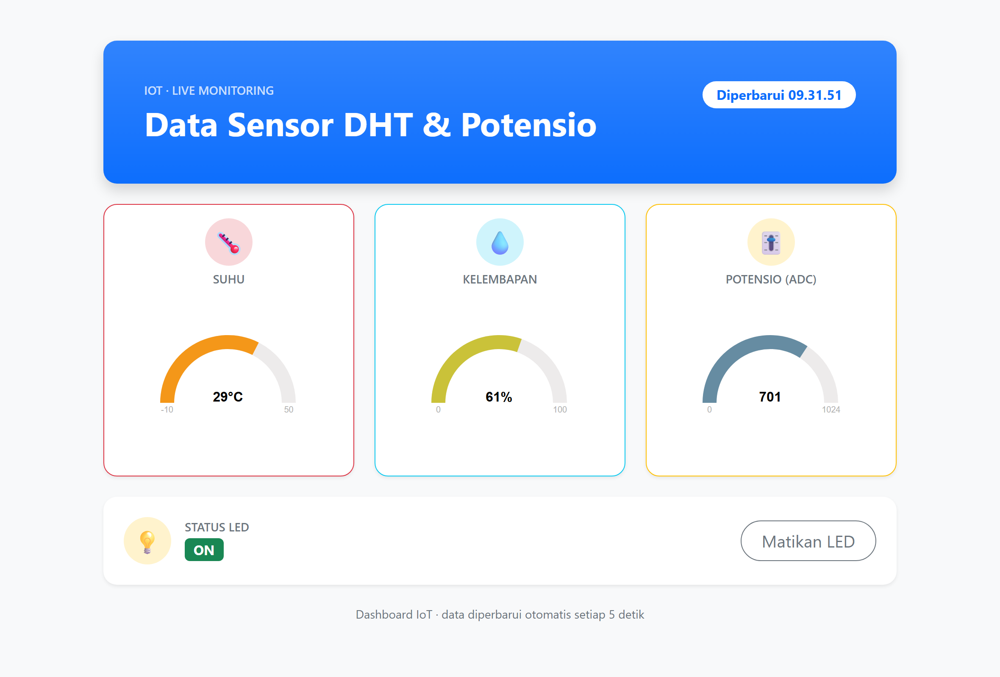 IOT · LIVE MONITORING
Diperbarui 09.31.51
Data Sensor DHT & Potensio
SUHU
29°C
-10
50
KELEMBAPAN
61%
0
100
POTENSIO (ADC)
701
0
1024
STATUS LED
ON
Matikan LED
Dashboard IoT · data diperbarui otomatis setiap 5 detik